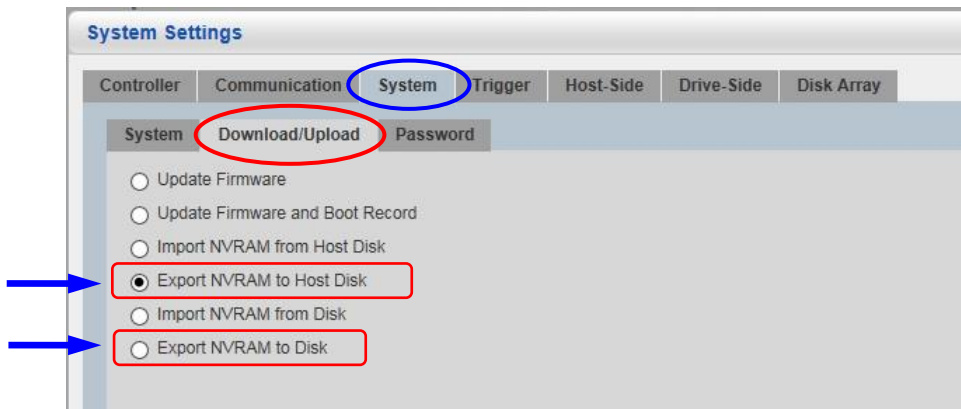 System Settings
Controller Communication System Trigger Host-Side Drive-Side Disk Array
System Download/Upload Password
Update Firmware
Update Firmware and Boot Record
Import NVRAM from Host Disk
Export NVRAM to Host Disk
Import NVRAM from Disk
Export NVRAM to Disk